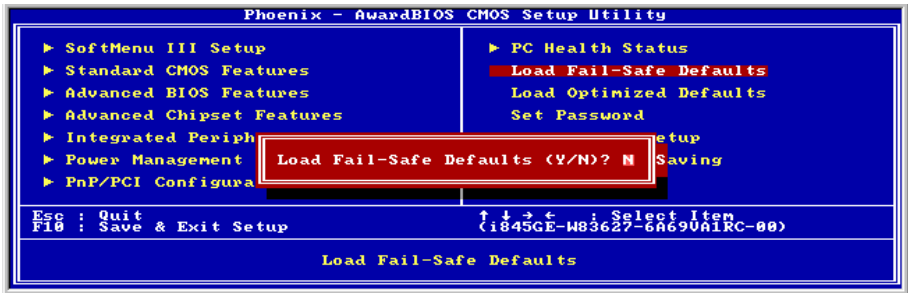 Phoenix - AwardBIOS CMOS Setup Utility
► SoftMenu III Setup
► Standard CMOS Features
► Advanced BIOS Features
► Advanced Chipset Features
► Integrated Periph
► Power Management
► PnP/PCI Configura
► PC Health Status
Load Fail-Safe Defaults
Load Optimized Defaults
Set Password
etup
Saving
Load Fail-Safe Defaults (Y/N)? N
Esc : Quit
F10 : Save & Exit Setup
↑ ↓ → ← : Select Item
(i845GE-W83627-6A69VA1RC-00)
Load Fail-Safe Defaults